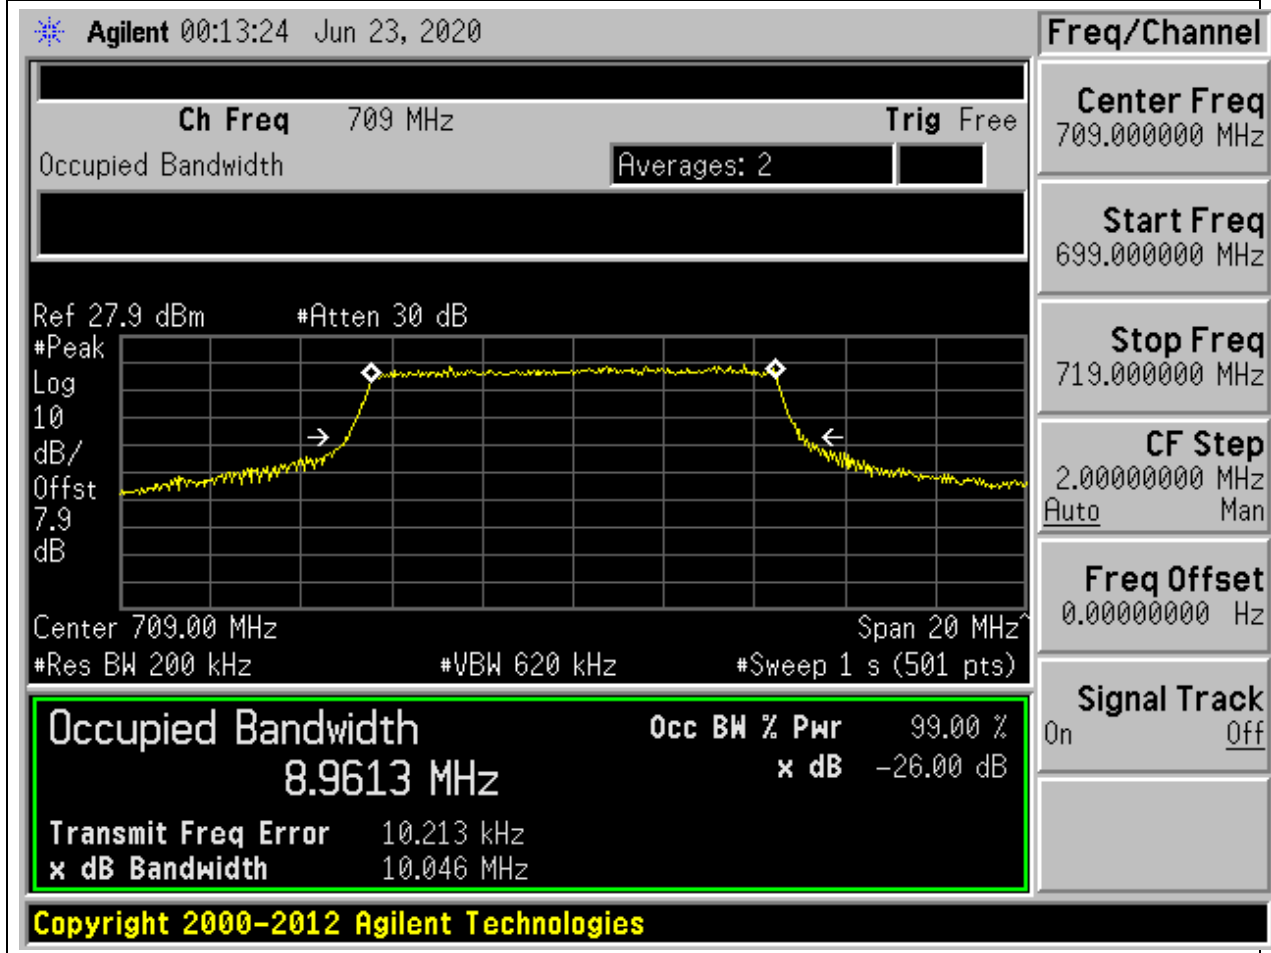 Agilent 00:13:24 Jun 23, 2020
Freq/Channel
Ch Freq 709 MHz Trig Free
Occupied Bandwidth Averages: 2
Ref 27.9 dBm #Atten 30 dB
#Peak
Log
10
dB/
Offst
7.9
dB
Center 709.00 MHz Span 20 MHz^
#Res BW 200 kHz #VBW 620 kHz #Sweep 1 s (501 pts)
Occupied Bandwidth Occ BW % Pwr 99.00 %
8.9613 MHz x dB -26.00 dB
Transmit Freq Error 10.213 kHz
x dB Bandwidth 10.046 MHz
Copyright 2000-2012 Agilent Technologies
Center Freq
709.000000 MHz
Start Freq
699.000000 MHz
Stop Freq
719.000000 MHz
CF Step
2.00000000 MHz
Auto Man
Freq Offset
0.00000000 Hz
Signal Track
On Off